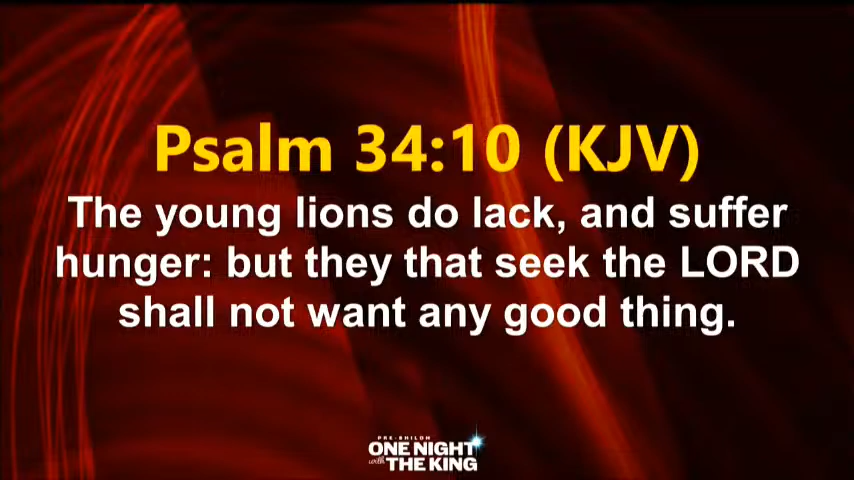 Psalm 34:10 (KJV)
The young lions do lack, and suffer
hunger: but they that seek the LORD
shall not want any good thing.
PRE-SHILOH
ONE NIGHT
with THE KING